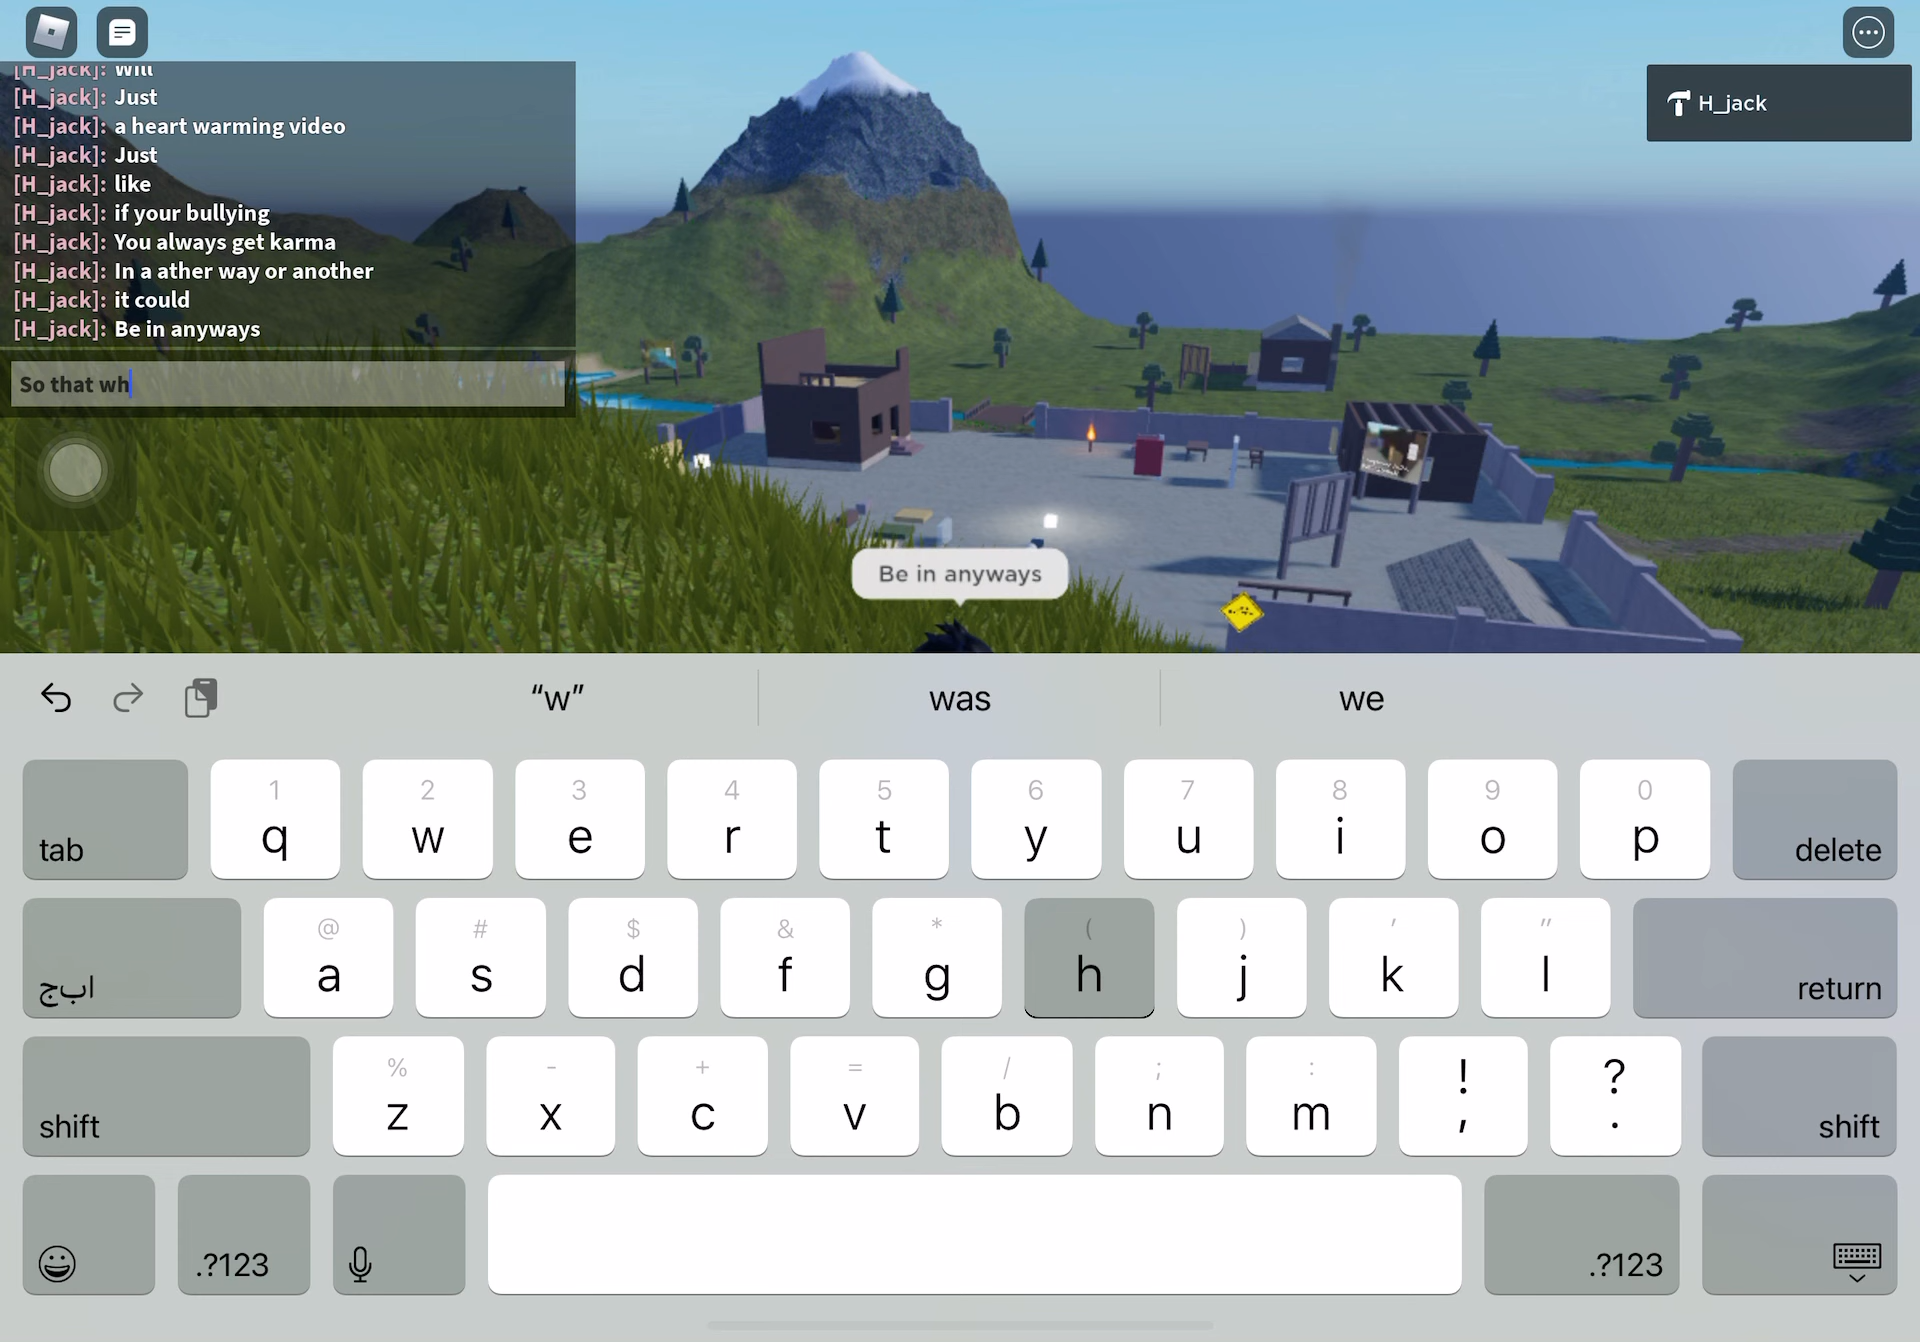 [H_jack]: Will
[H_jack]: Just
[H_jack]: a heart warming video
[H_jack]: Just
[H_jack]: like
[H_jack]: if your bullying
[H_jack]: You always get karma
[H_jack]: In a ather way or another
[H_jack]: it could
[H_jack]: Be in anyways
So that wh
H_jack
Be in anyways
“w” was we
1 2 3 4 5 6 7 8 9 0
tab q w e r t y u i o p delete
@ # $ & * ( ) ' "
ابج a s d f g h j k l return
% - + = / ; : ! ?
shift z x c v b n m , . shift
.?123 .?123